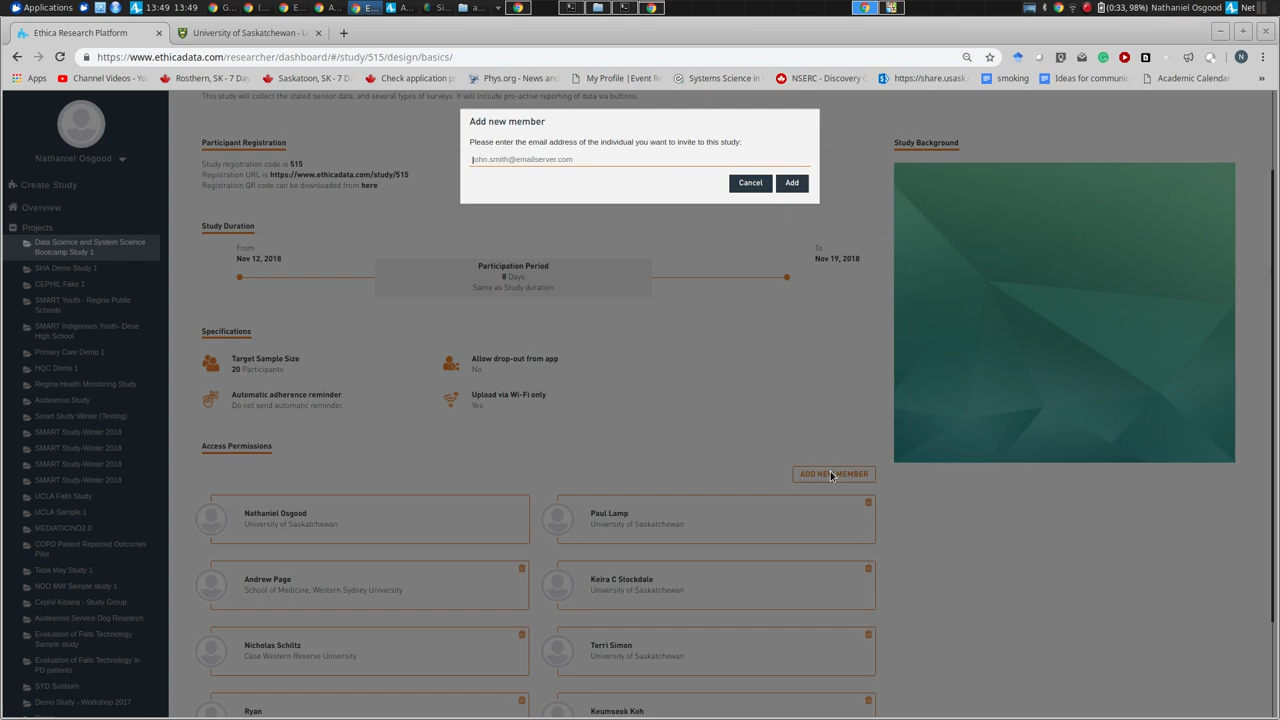 Applications
13:49 13:49
G...
G...
E...
A...
E...
A...
Si...
jo...
(0:33, 98%) Nathaniel Osgood
Net
Ethica Research Platform
University of Saskatchewan -
https://www.ethicadata.com/researcher/dashboard/#/study/515/design/basics/
Apps
Channel Videos - Yo
Rosthern, SK - 7 Day
Saskatoon, SK - 7 D
Check application p
Phys.org - News and
My Profile |Event R
Systems Science in
NSERC - Discovery
https://share.usask
smoking
Ideas for communic
Academic Calendar
»
Nathaniel Osgood
Create Study
Overview
Projects
Data Science and System Science
Bootcamp Study 1
SHA Demo Study 1
CEPHIL Fake 1
SMART Youth - Regina Public
Schools
SMART Indigenous Youth- Dene
High School
Primary Care Demo 1
HQC Demo 1
Regina Health Monitoring Study
Audeamus Study
Smart Study Winter (Testing)
SMART Study-Winter 2018
SMART Study-Winter 2018
SMART Study-Winter 2018
SMART Study-Winter 2018
UCLA Falls Study
UCLA Sample 1
MEDIATICINO2.0
COPD Patient Reported Outcomes
Pilot
Taba May Study 1
NDO MW Sample study 1
Cephil Kibana - Study Group
Audeamus Service Dog Research
Evaluation of Falls Technology
Sample study
Evaluation of Falls Technology in
PD patients
SYD Sunburn
Demo Study - Workshop 2017
This study will collect the stated sensor data, and several types of surveys. It will include pro-active reporting of data via buttons.
Add new member
Please enter the email address of the individual you want to invite to this study:
john.smith@emailserver.com
Cancel
Add
Participant Registration
Study registration code is 515
Registration URL is https://www.ethicadata.com/study/515
Registration QR code can be downloaded from here
Study Duration
From
Nov 12, 2018
Participation Period
8 Days
Same as Study duration
To
Nov 19, 2018
Specifications
Target Sample Size
20 Participants
Allow drop-out from app
No
Automatic adherence reminder
Do not send automatic reminder.
Upload via Wi-Fi only
Yes
Access Permissions
ADD NEW MEMBER
Nathaniel Osgood
University of Saskatchewan
Paul Lamp
University of Saskatchewan
Andrew Page
School of Medicine, Western Sydney University
Keira C Stockdale
University of Saskatchewan
Nicholas Schiltz
Case Western Reserve University
Terri Simon
University of Saskatchewan
Ryan
Keumseok Koh
Study Background